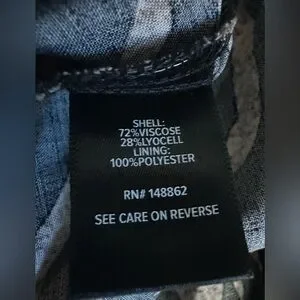 SHELL:
72%VISCOSE
28%LYOCELL
LINING:
100%POLYESTER
RN# 148862
SEE CARE ON REVERSE